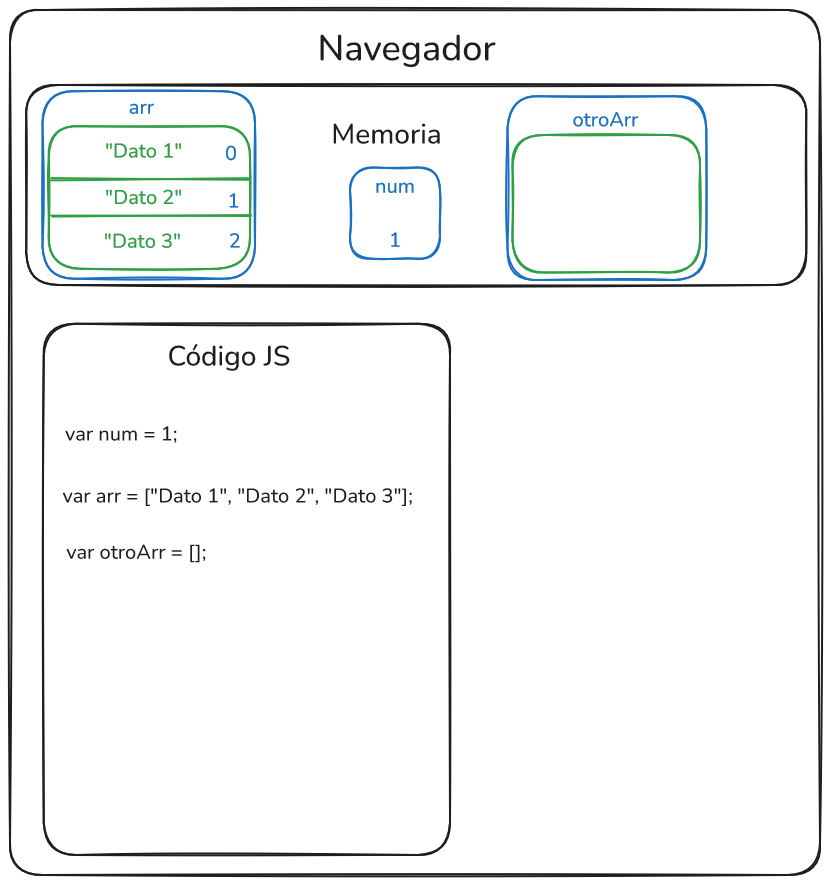 Navegador
arr
"Dato 1" 0
"Dato 2" 1
"Dato 3" 2
Memoria
num
1
otroArr
Código JS
var num = 1;
var arr = ["Dato 1", "Dato 2", "Dato 3"];
var otroArr = [];